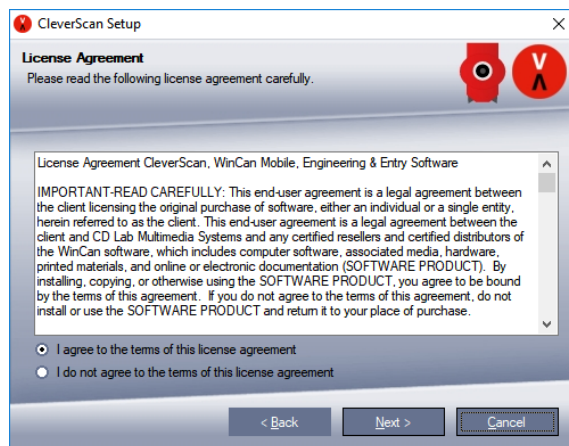 CleverScan Setup
License Agreement
Please read the following license agreement carefully.
License Agreement CleverScan, WinCan Mobile, Engineering & Entry Software
IMPORTANT-READ CAREFULLY: This end-user agreement is a legal agreement between
the client licensing the original purchase of software, either an individual or a single entity,
herein referred to as the client. This end-user agreement is a legal agreement between the
client and CD Lab Multimedia Systems and any certified resellers and certified distributors of
the WinCan software, which includes computer software, associated media, hardware,
printed materials, and online or electronic documentation (SOFTWARE PRODUCT). By
installing, copying, or otherwise using the SOFTWARE PRODUCT, you agree to be bound
by the terms of this agreement. If you do not agree to the terms of this agreement, do not
install or use the SOFTWARE PRODUCT and return it to your place of purchase.
I agree to the terms of this license agreement
I do not agree to the terms of this license agreement
< Back Next > Cancel